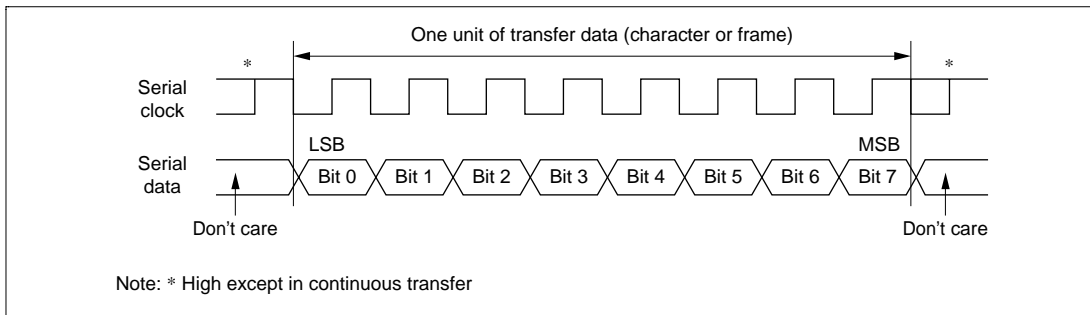 One unit of transfer data (character or frame)
* *
Serial
clock
LSB MSB
Serial
data
Bit 0 Bit 1 Bit 2 Bit 3 Bit 4 Bit 5 Bit 6 Bit 7
Don't care Don't care
Note: * High except in continuous transfer